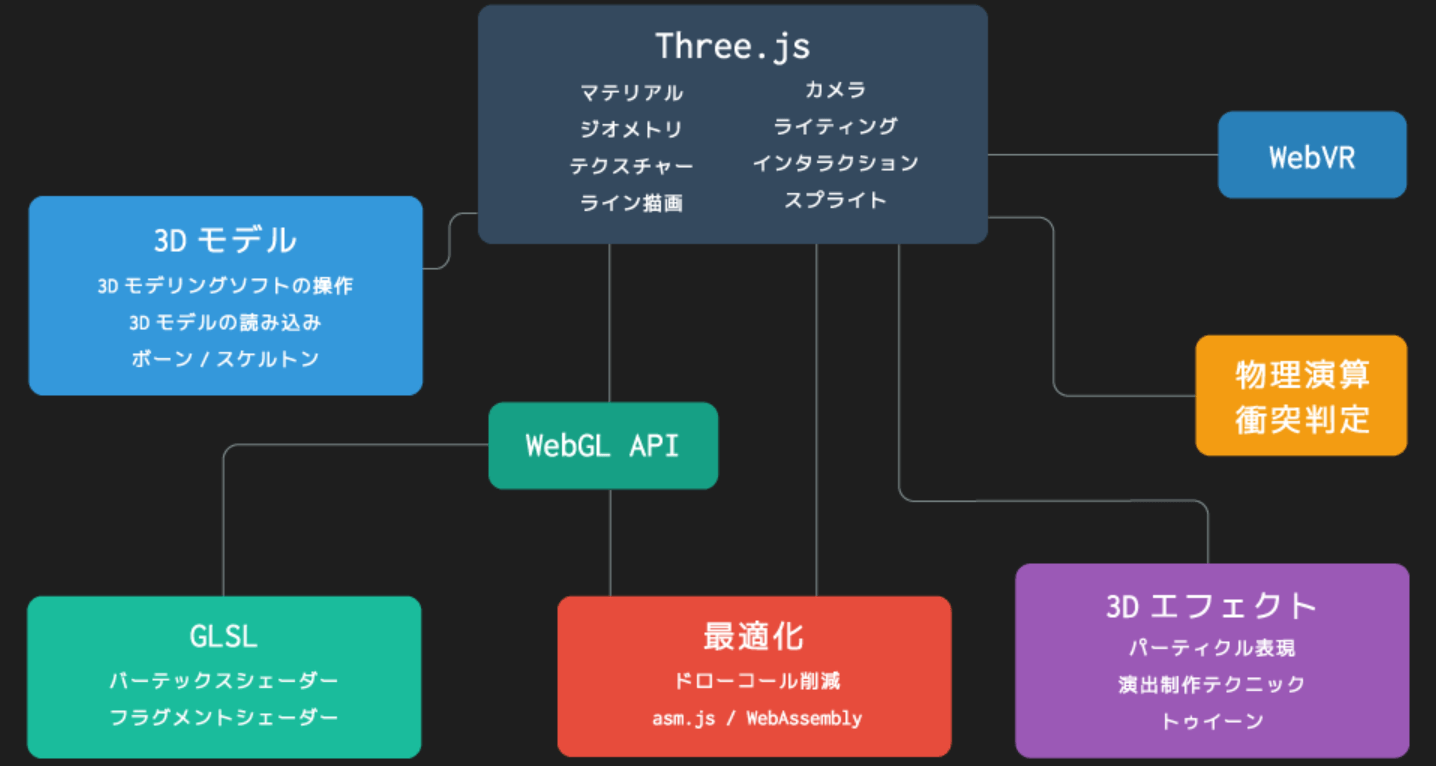 Three.js
マテリアル
ジオメトリ
テクスチャー
ライン描画
カメラ
ライティング
インタラクション
スプライト
WebVR
3D モデル
3D モデリングソフトの操作
3D モデルの読み込み
ボーン / スケルトン
物理演算
衝突判定
WebGL API
GLSL
バーテックスシェーダー
フラグメントシェーダー
最適化
ドローコール削減
asm.js / WebAssembly
3D エフェクト
パーティクル表現
演出制作テクニック
トゥイーン